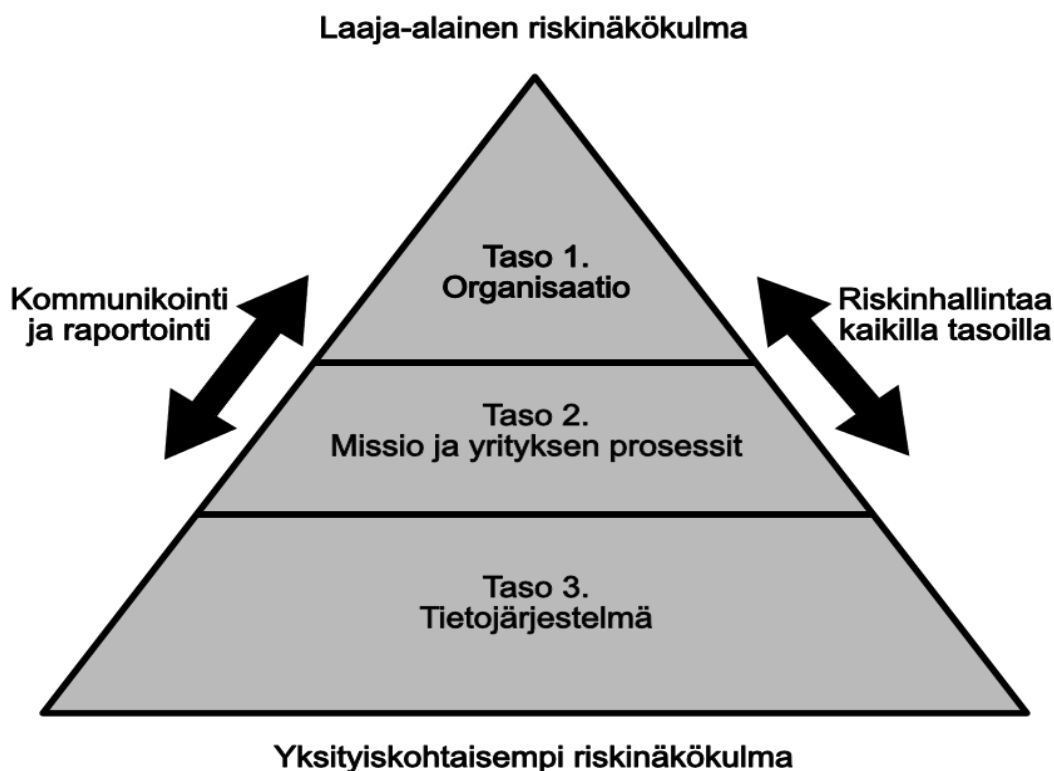 Laaja-alainen riskinäkökulma
Taso 1.
Organisaatio
Kommunikointi
ja raportointi
Riskinhallintaa
kaikilla tasoilla
Taso 2.
Missio ja yrityksen prosessit
Taso 3.
Tietojärjestelmä
Yksityiskohtaisempi riskinäkökulma